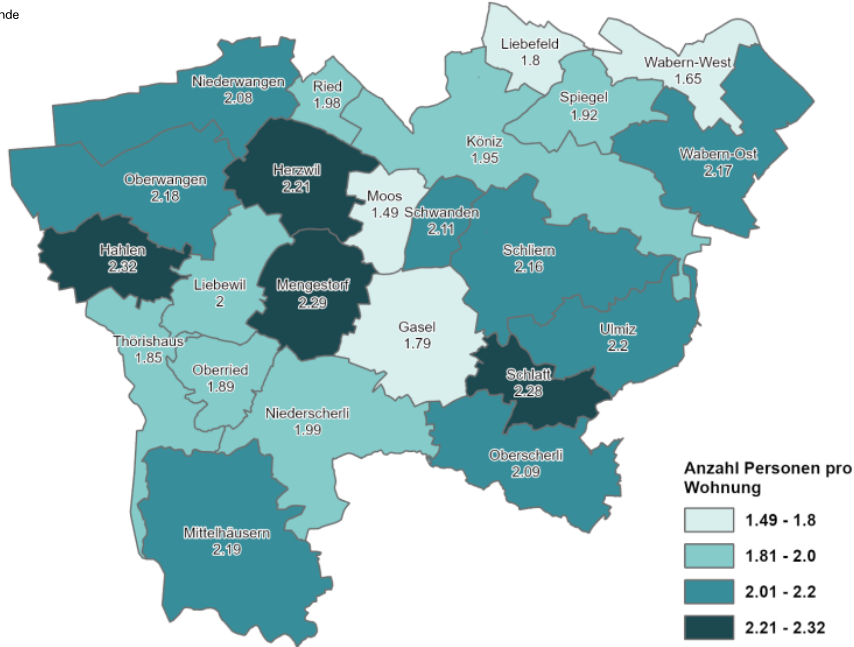 nde
Liebefeld
1.8
Wabern-West
1.65
Niederwangen
2.08
Ried
1.98
Spiegel
1.92
Köniz
1.95
Wabern-Ost
2.17
Herzwil
2.21
Oberwangen
2.18
Moos
1.49
Schwanden
2.11
Hahlen
2.32
Schliern
2.16
Liebewil
2
Mengestorf
2.29
Gasel
1.79
Ulmiz
2.2
Thörishaus
1.85
Oberried
1.89
Schlatt
2.28
Niederscherli
1.99
Oberscherli
2.09
Mittelhäusern
2.19
Anzahl Personen pro
Wohnung
1.49 - 1.8
1.81 - 2.0
2.01 - 2.2
2.21 - 2.32